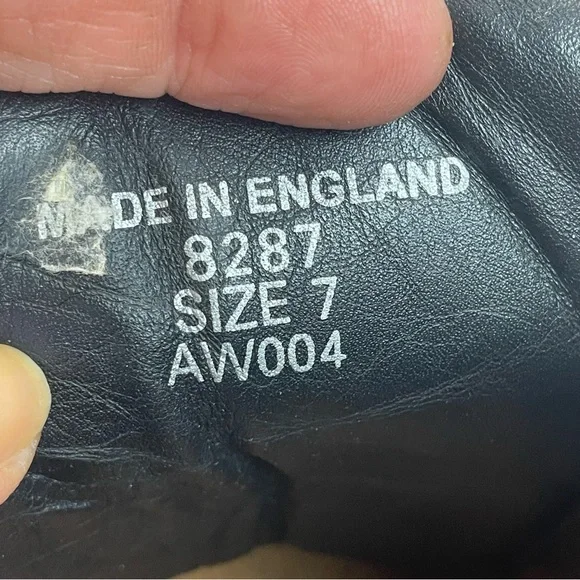 MADE IN ENGLAND
8287
SIZE 7
AW004